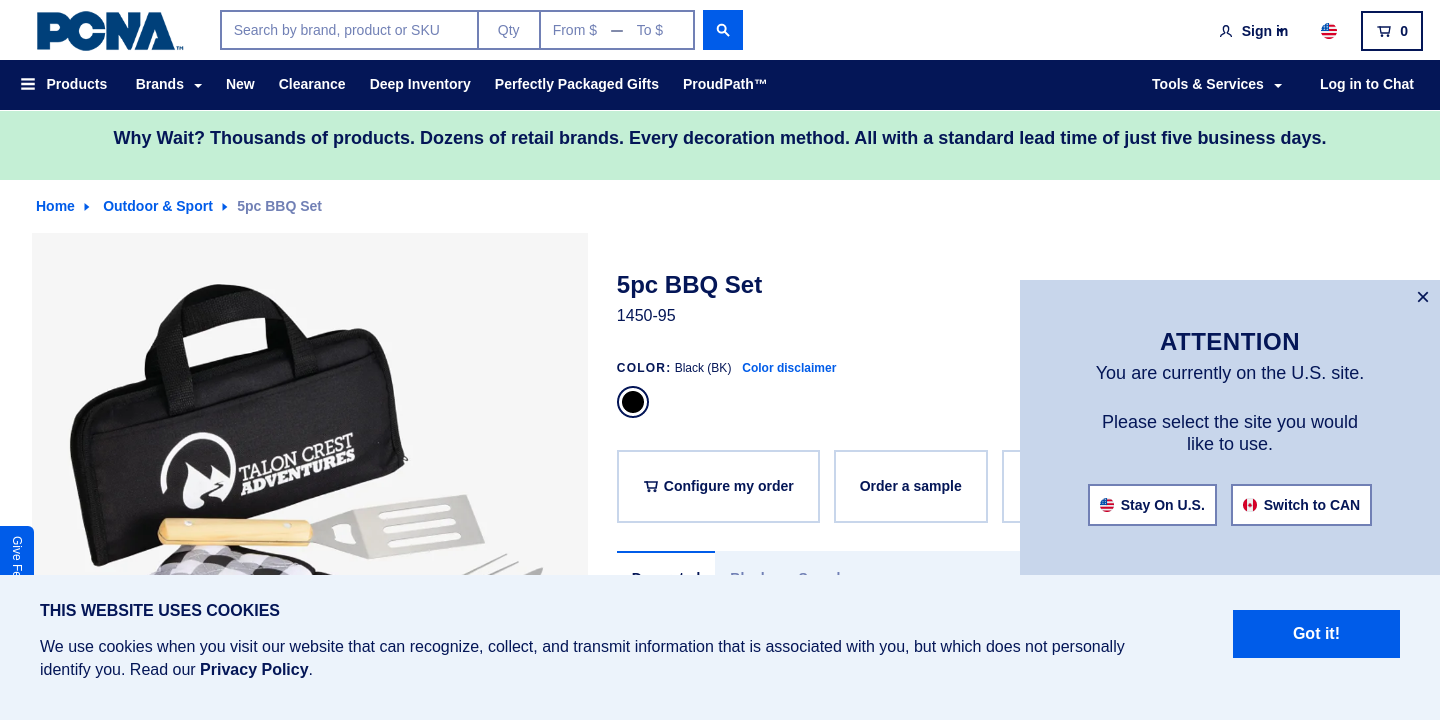 PCNA™
Search by brand, product or SKU
Qty
From $ — To $
Sign in
0
Products
Brands
New
Clearance
Deep Inventory
Perfectly Packaged Gifts
ProudPath™
Tools & Services
Log in to Chat
Why Wait? Thousands of products. Dozens of retail brands. Every decoration method. All with a standard lead time of just five business days.
Home
Outdoor & Sport
5pc BBQ Set
TALON CREST
ADVENTURES
5pc BBQ Set
1450-95
COLOR: Black (BK) Color disclaimer
Configure my order
Order a sample
×
ATTENTION
You are currently on the U.S. site.
Please select the site you would
like to use.
Stay On U.S.
Switch to CAN
Give
THIS WEBSITE USES COOKIES
We use cookies when you visit our website that can recognize, collect, and transmit information that is associated with you, but which does not personally
identify you. Read our Privacy Policy.
Got it!